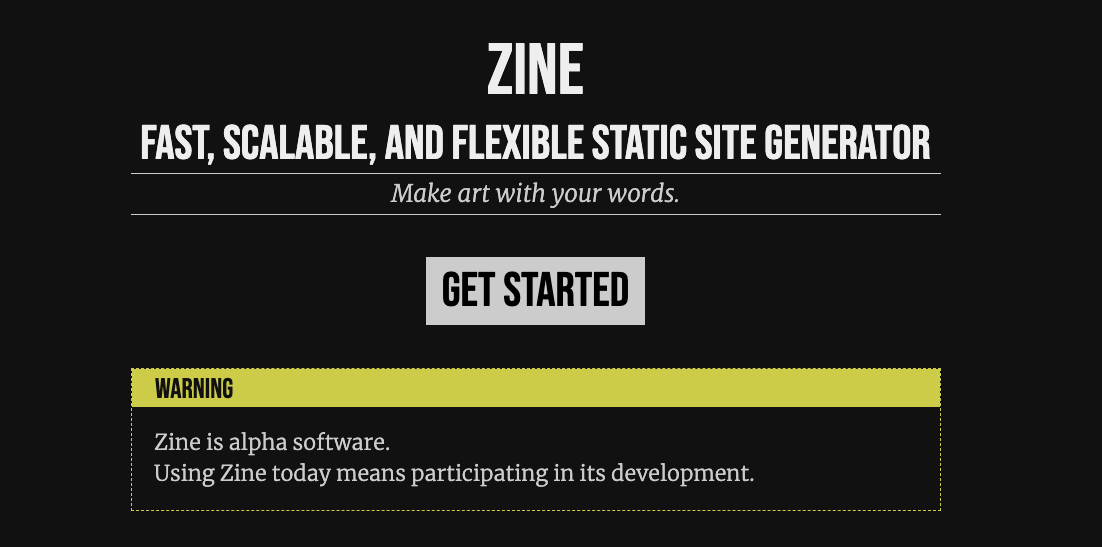 ZINE
FAST, SCALABLE, AND FLEXIBLE STATIC SITE GENERATOR
Make art with your words.
GET STARTED
WARNING
Zine is alpha software.
Using Zine today means participating in its development.